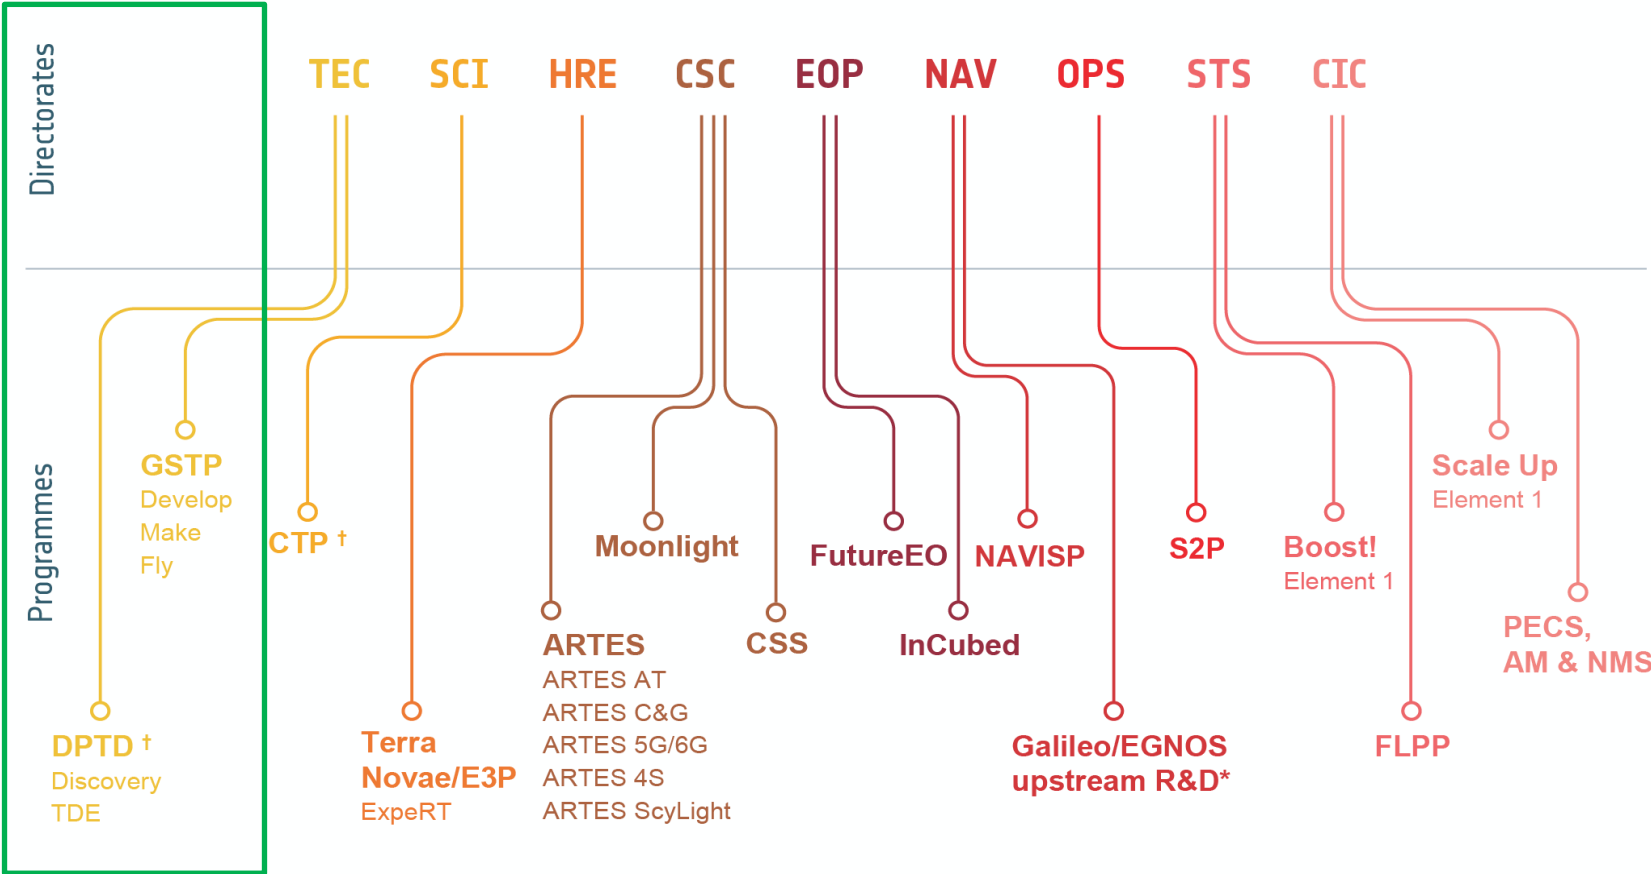 Directorates
TEC
SCI
HRE
CSC
EOP
NAV
OPS
STS
CIC
Programmes
DPTD †
Discovery
TDE
GSTP
Develop
Make
Fly
CTP †
Terra
Novae/E3P
ExpeRT
ARTES
ARTES AT
ARTES C&G
ARTES 5G/6G
ARTES 4S
ARTES ScyLight
Moonlight
CSS
FutureEO
InCubed
NAVISP
Galileo/EGNOS
upstream R&D*
S2P
Boost!
Element 1
FLPP
Scale Up
Element 1
PECS,
AM & NMS